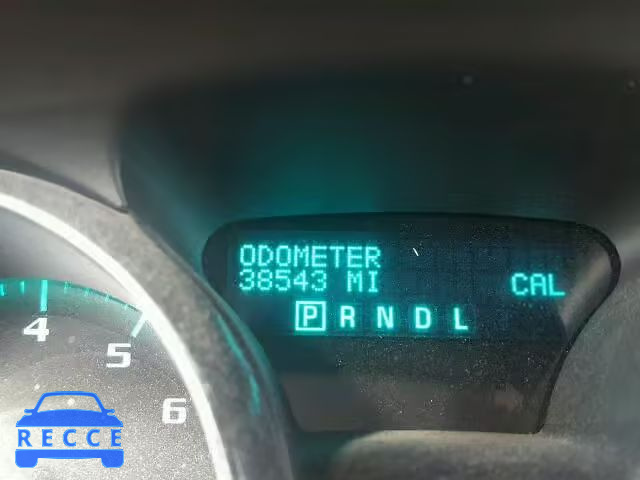 ODOMETER
38543 MI
CAL
P R N D L
4
5
6
RECCE